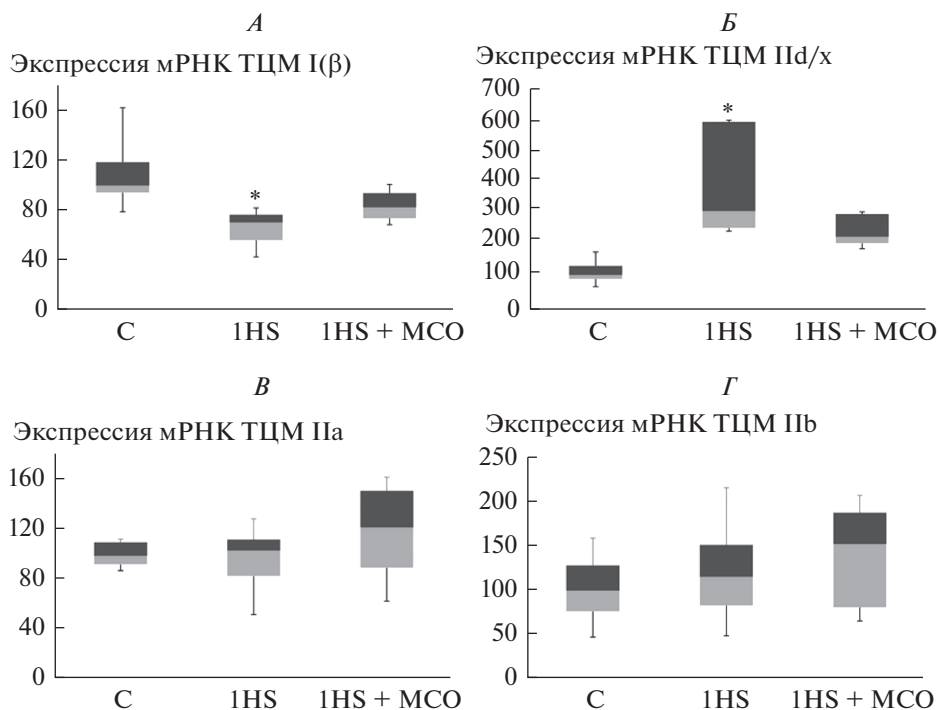 А
Экспрессия мРНК ТЦМ I(β)
160
120
80
40
0
*
C 1HS 1HS + MCO
Б
Экспрессия мРНК ТЦМ IId/x
700
600
500
400
300
200
100
0
*
C 1HS 1HS + MCO
В
Экспрессия мРНК ТЦМ IIa
160
120
80
40
0
C 1HS 1HS + MCO
Г
Экспрессия мРНК ТЦМ IIb
250
200
150
100
50
0
C 1HS 1HS + MCO